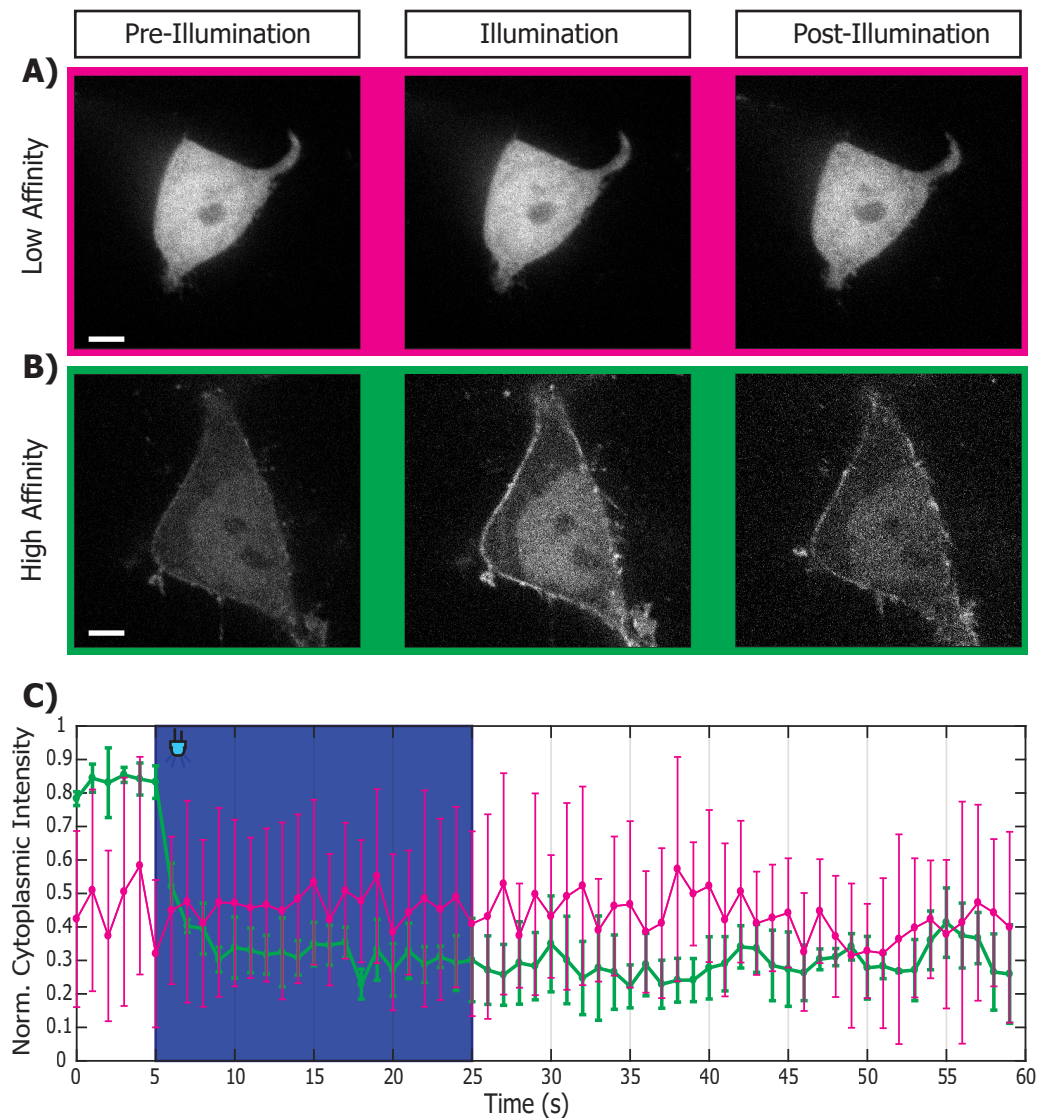 Pre-Illumination Illumination Post-Illumination
A)
Low Affinity
B)
High Affinity
C)
Norm. Cytoplasmic Intensity
1
0.9
0.8
0.7
0.6
0.5
0.4
0.3
0.2
0.1
0
0 5 10 15 20 25 30 35 40 45 50 55 60
Time (s)